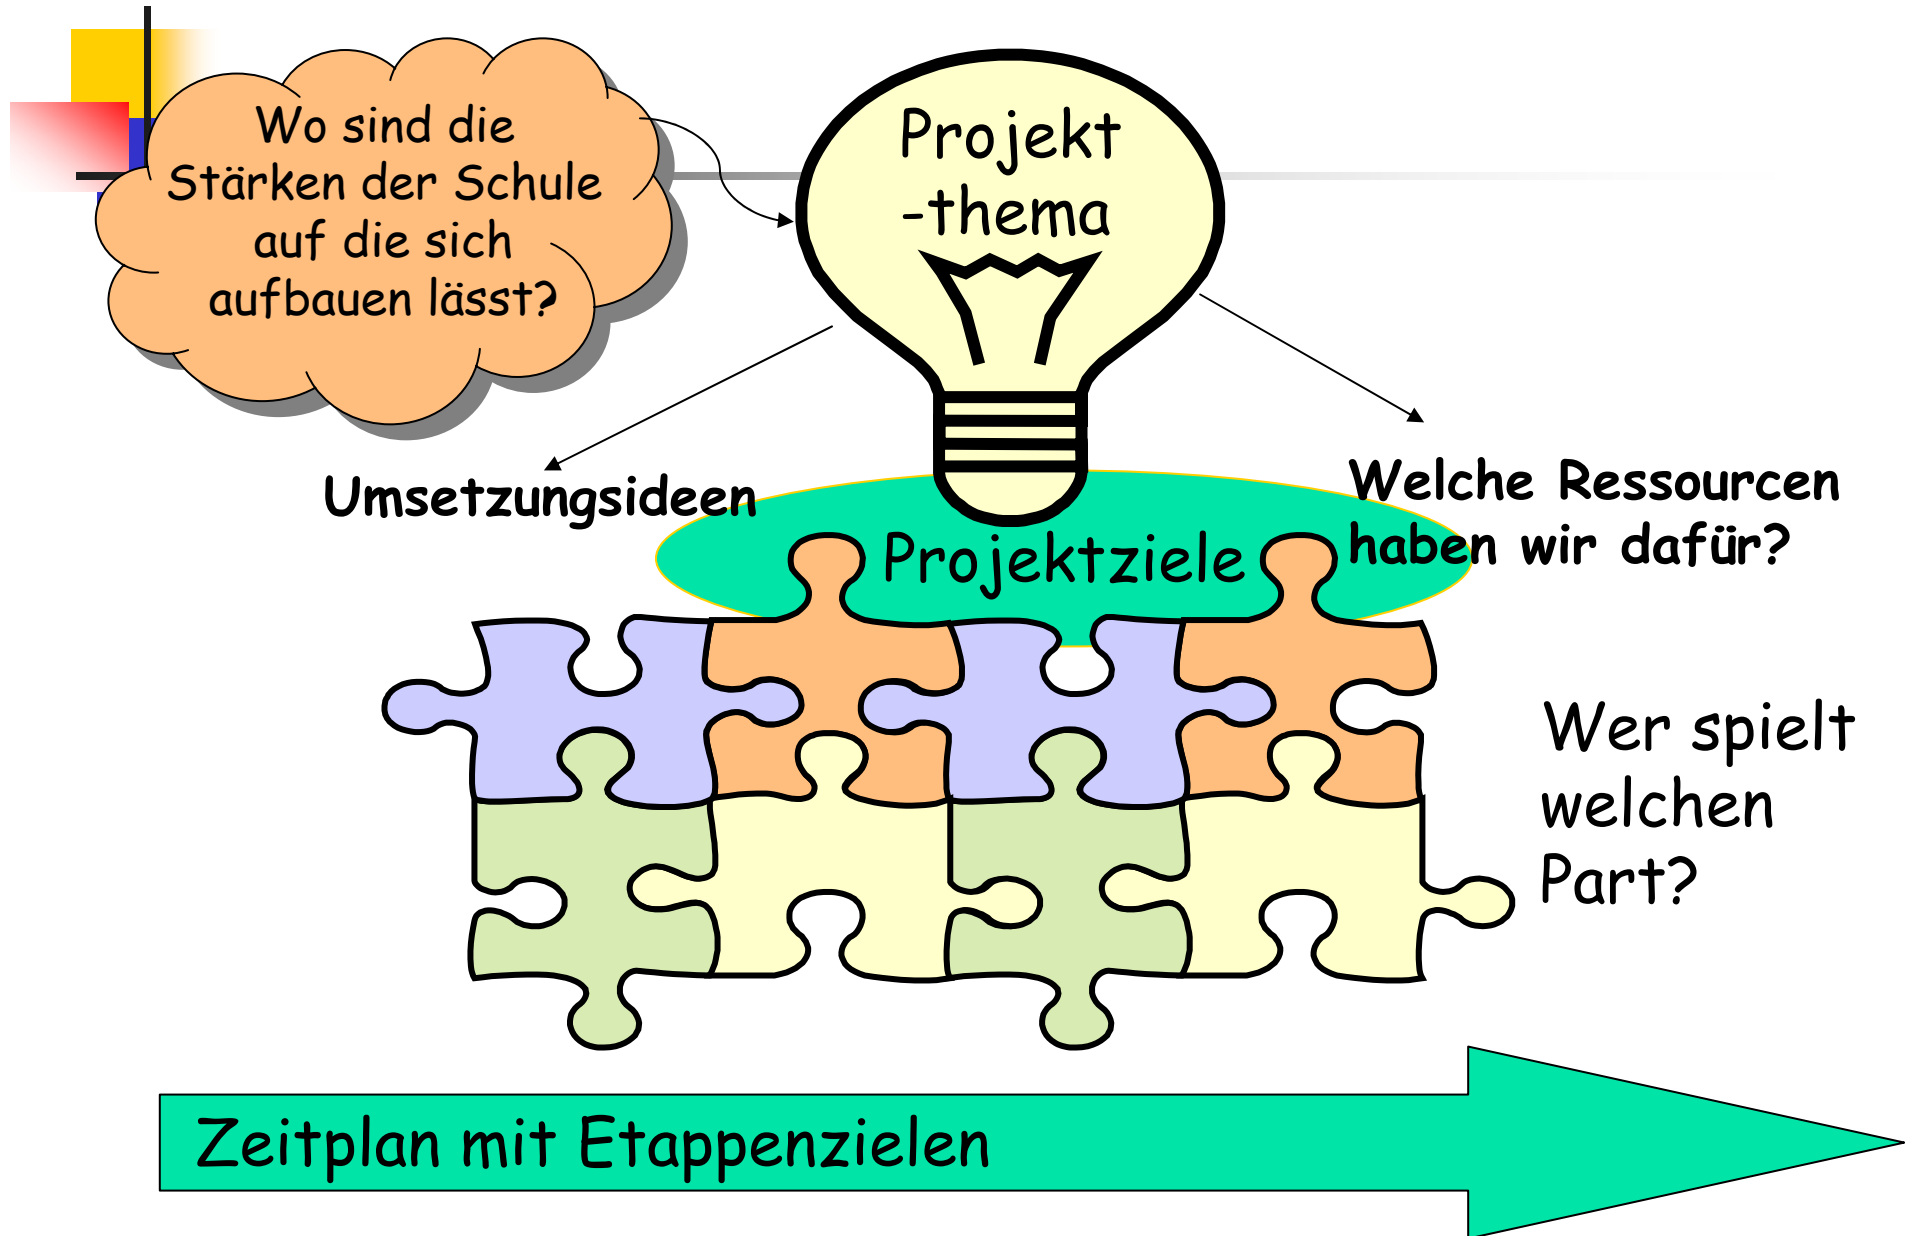 Wo sind die
Stärken der Schule
auf die sich
aufbauen lässt?
Projekt
-thema
Umsetzungsideen
Welche Ressourcen
haben wir dafür?
Projektziele
Wer spielt
welchen
Part?
Zeitplan mit Etappenzielen